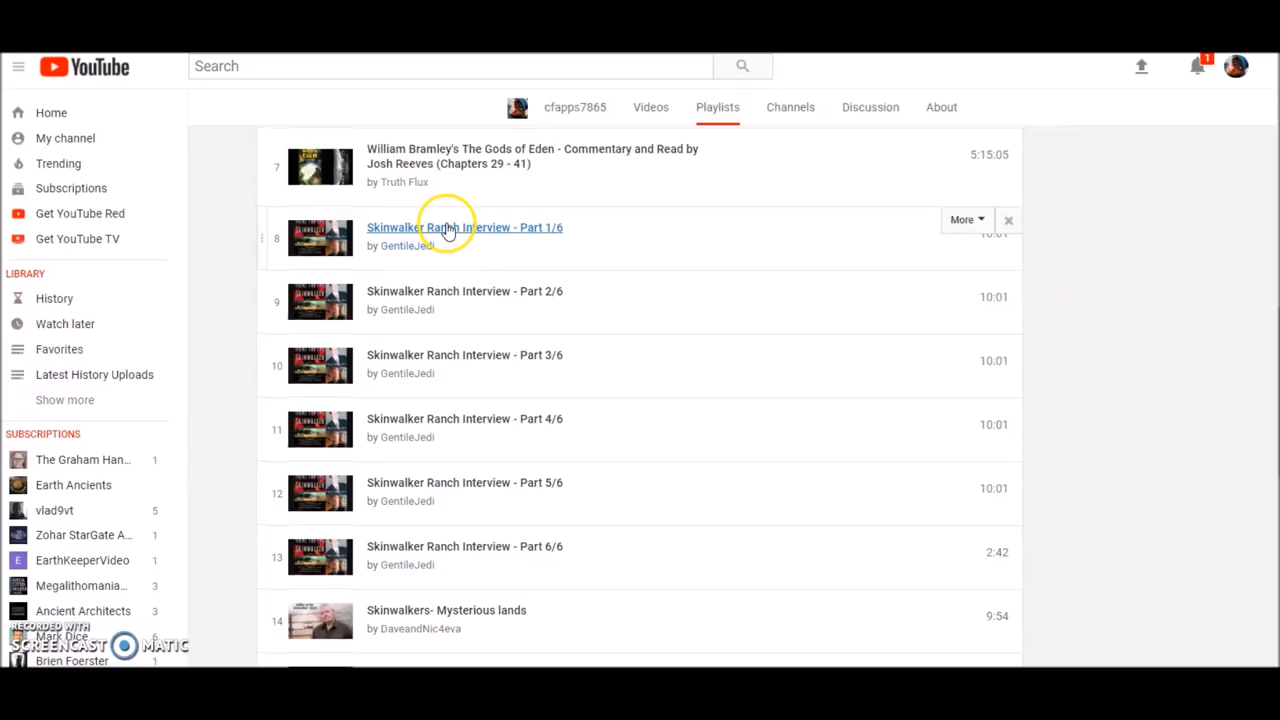 YouTube
Search
1
Home
My channel
Trending
Subscriptions
Get YouTube Red
Get YouTube TV
LIBRARY
History
Watch later
Favorites
Latest History Uploads
Show more
SUBSCRIPTIONS
The Graham Han... 1
Earth Ancients
vlad9vt 5
Zohar StarGate A... 1
E EarthKeeperVideo 1
Megalithomania... 3
Ancient Architects 3
Mark Dice 6
Brien Foerster 1
RECORDED WITH
SCREENCAST MATIC
cfapps7865 Videos Playlists Channels Discussion About
7 William Bramley's The Gods of Eden - Commentary and Read by
Josh Reeves (Chapters 29 - 41)
by Truth Flux
5:15:05
8 Skinwalker Ranch Interview - Part 1/6
by GentileJedi
More
10:01
9 Skinwalker Ranch Interview - Part 2/6
by GentileJedi
10:01
10 Skinwalker Ranch Interview - Part 3/6
by GentileJedi
10:01
11 Skinwalker Ranch Interview - Part 4/6
by GentileJedi
10:01
12 Skinwalker Ranch Interview - Part 5/6
by GentileJedi
10:01
13 Skinwalker Ranch Interview - Part 6/6
by GentileJedi
2:42
14 Skinwalkers- Mysterious lands
by DaveandNic4eva
9:54